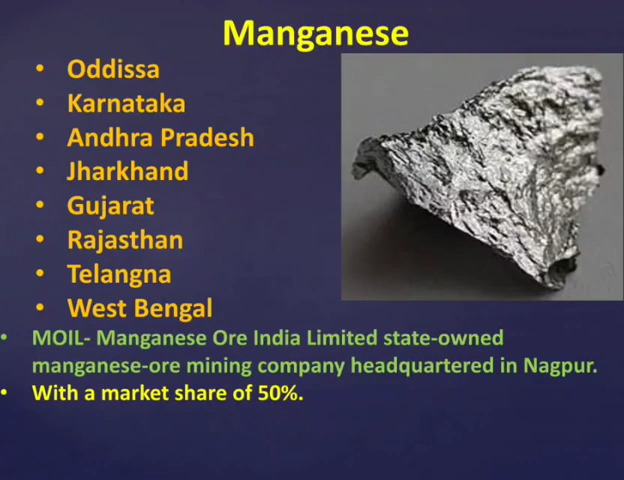 Manganese
• Oddissa
• Karnataka
• Andhra Pradesh
• Jharkhand
• Gujarat
• Rajasthan
• Telangna
• West Bengal
• MOIL- Manganese Ore India Limited state-owned
manganese-ore mining company headquartered in Nagpur.
• With a market share of 50%.